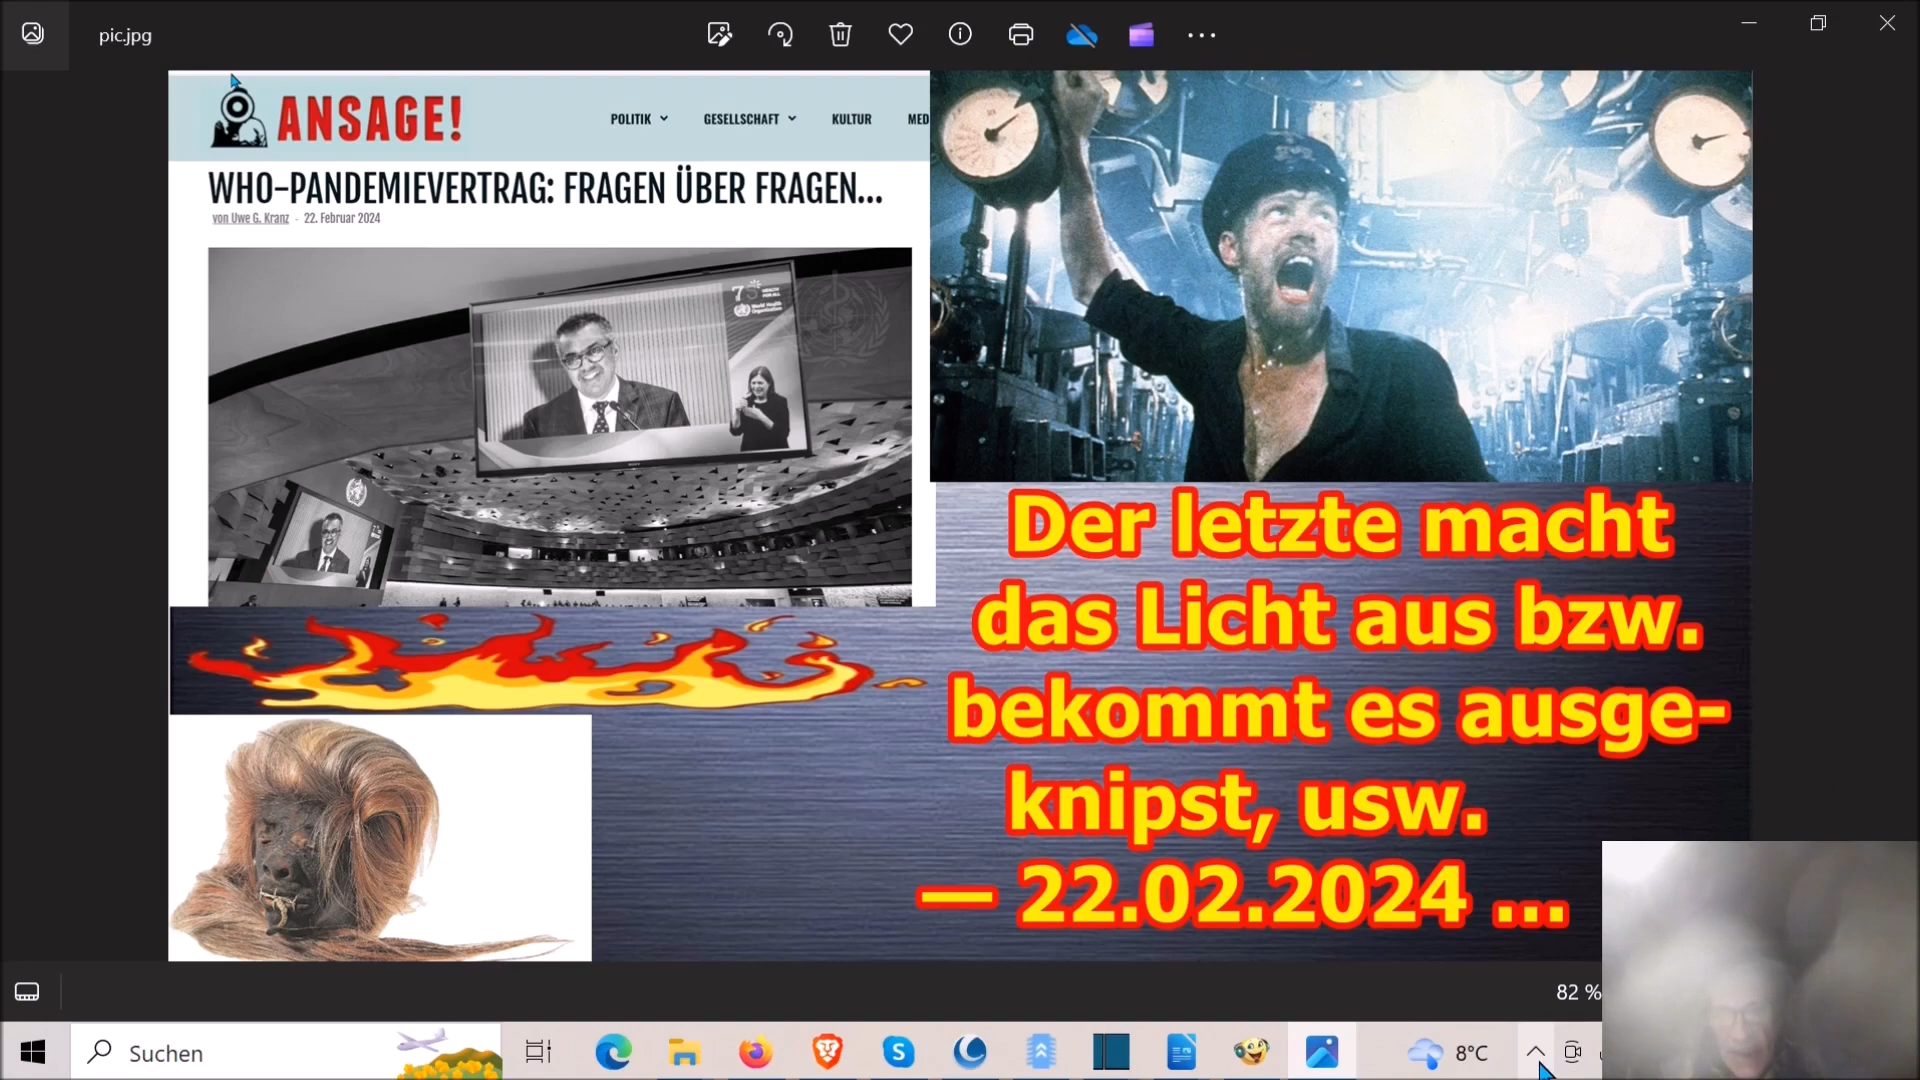 pic.jpg
ANSAGE!
POLITIK
GESELLSCHAFT
KULTUR
MED
WHO-PANDEMIEVERTRAG: FRAGEN ÜBER FRAGEN...
von Uwe G. Kranz - 22. Februar 2024
Der letzte macht
das Licht aus bzw.
bekommt es ausge-
knipst, usw.
— 22.02.2024 ...
82 %
Suchen
8°C